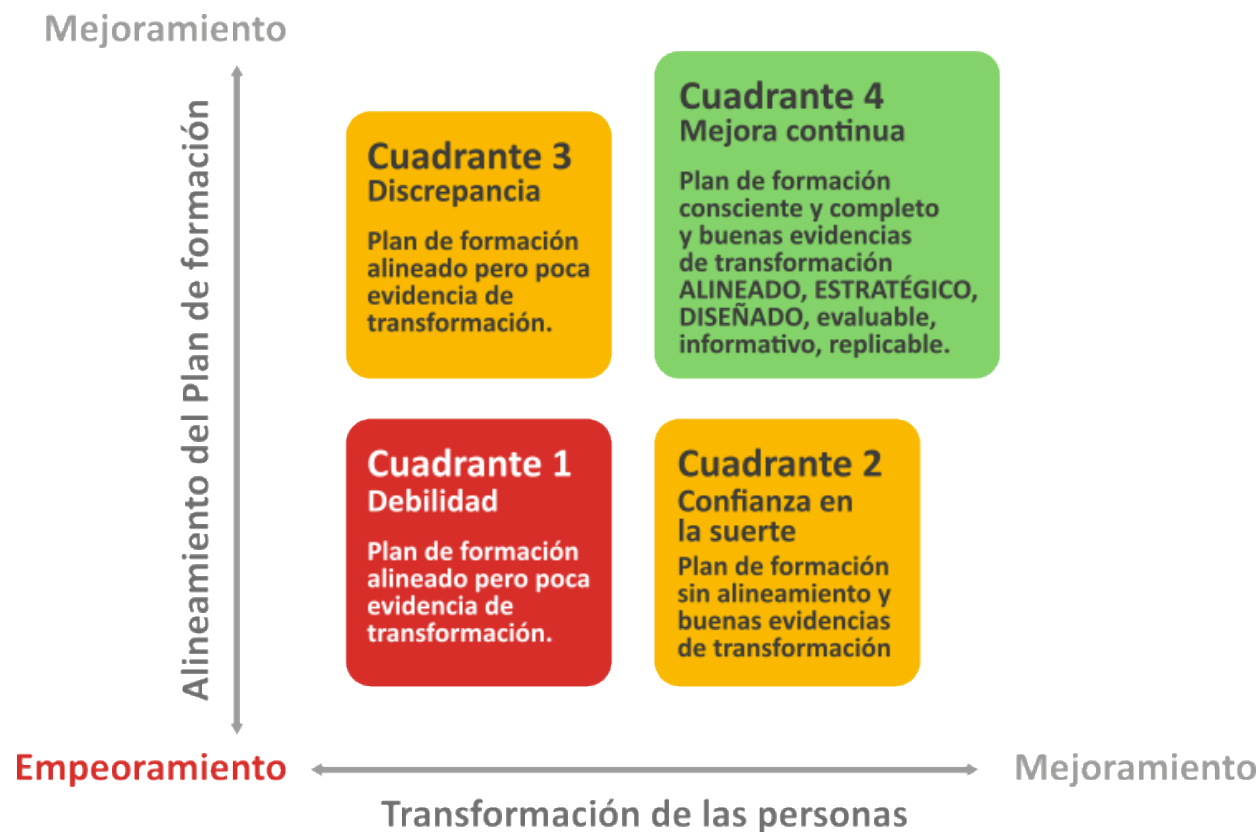 Mejoramiento
Alineamiento del Plan de formación
Cuadrante 3
Discrepancia
Plan de formación
alineado pero poca
evidencia de
transformación.
Cuadrante 4
Mejora continua
Plan de formación
consciente y completo
y buenas evidencias
de transformación
ALINEADO, ESTRATÉGICO,
DISEÑADO, evaluable,
informativo, replicable.
Cuadrante 1
Debilidad
Plan de formación
alineado pero poca
evidencia de
transformación.
Cuadrante 2
Confianza en
la suerte
Plan de formación
sin alineamiento y
buenas evidencias
de transformación
Empeoramiento
Mejoramiento
Transformación de las personas